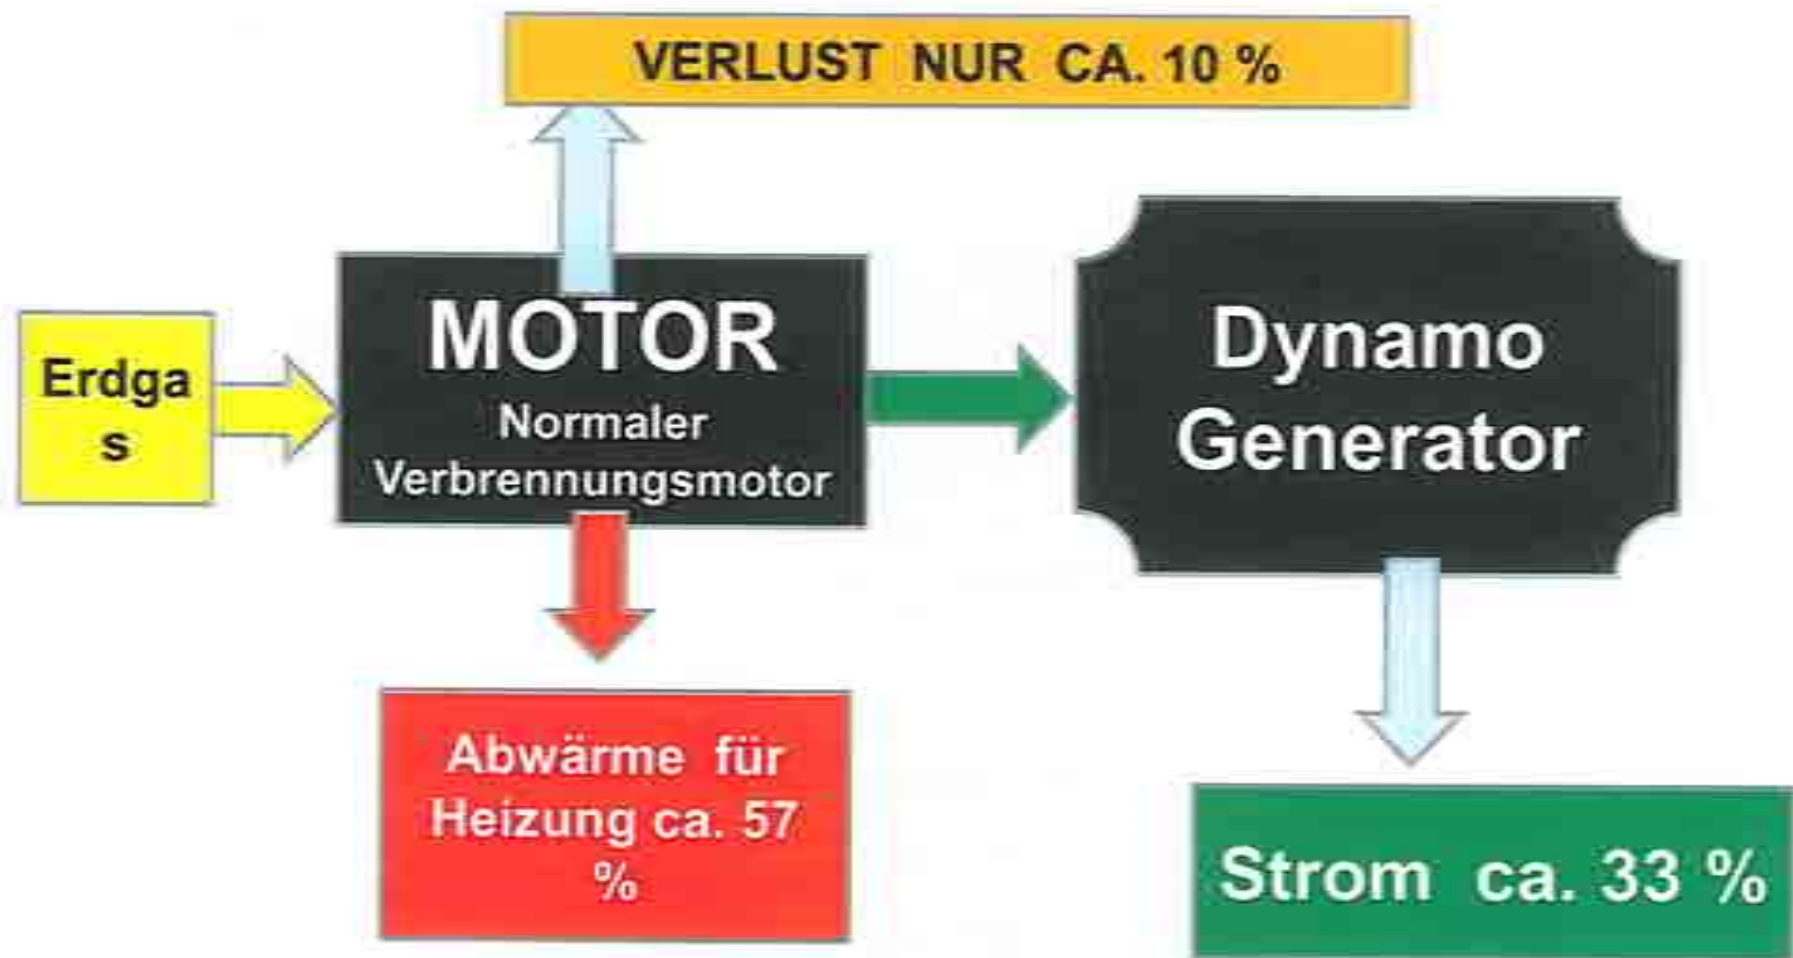 VERLUST NUR CA. 10 %
Erdga
s
MOTOR
Normaler
Verbrennungsmotor
Dynamo
Generator
Abwärme für
Heizung ca. 57
%
Strom ca. 33 %